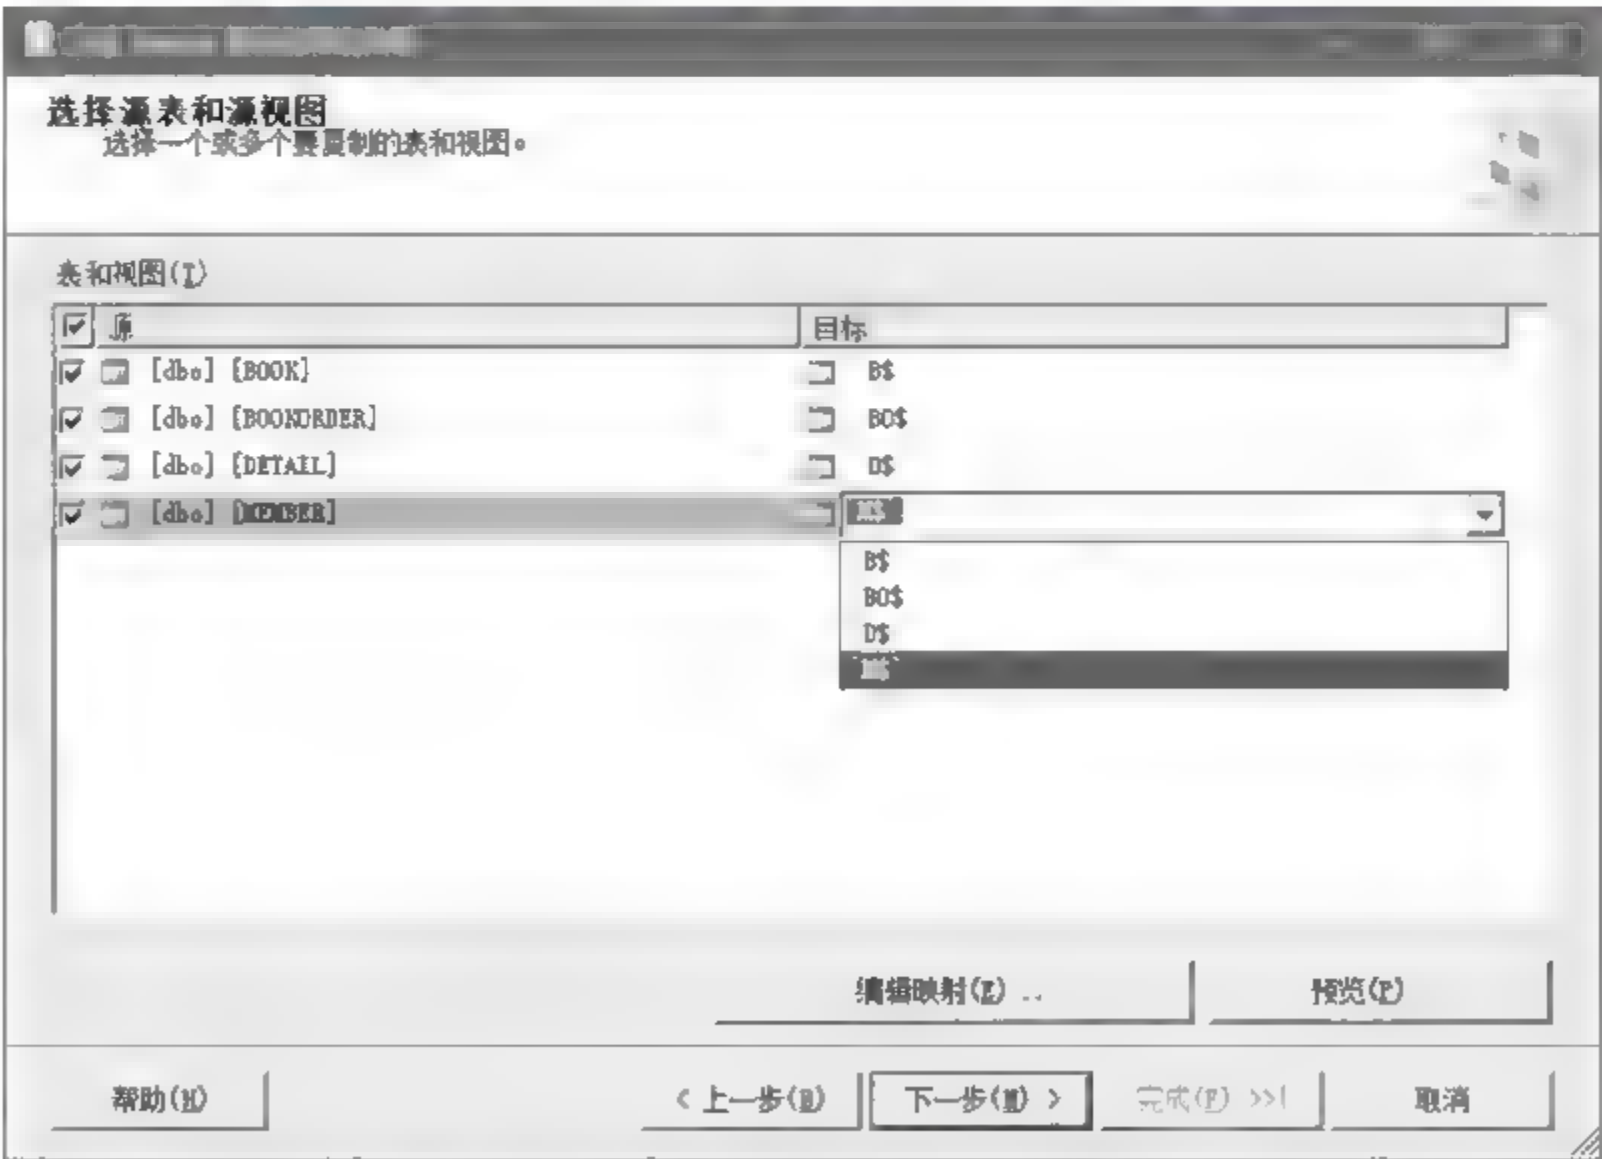 选择源表和源视图
选择一个或多个要复制的表和视图。
表和视图(T)
源 目标
[dbo] [BOOK] B$
[dbo] [BOOKORDER] BO$
[dbo] [DETAIL] D$
[dbo] [MEMBER] M$
B$
BO$
D$
M$
编辑映射(E)... 预览(P)
帮助(H) < 上一步(B) 下一步(N) > 完成(F) >>| 取消